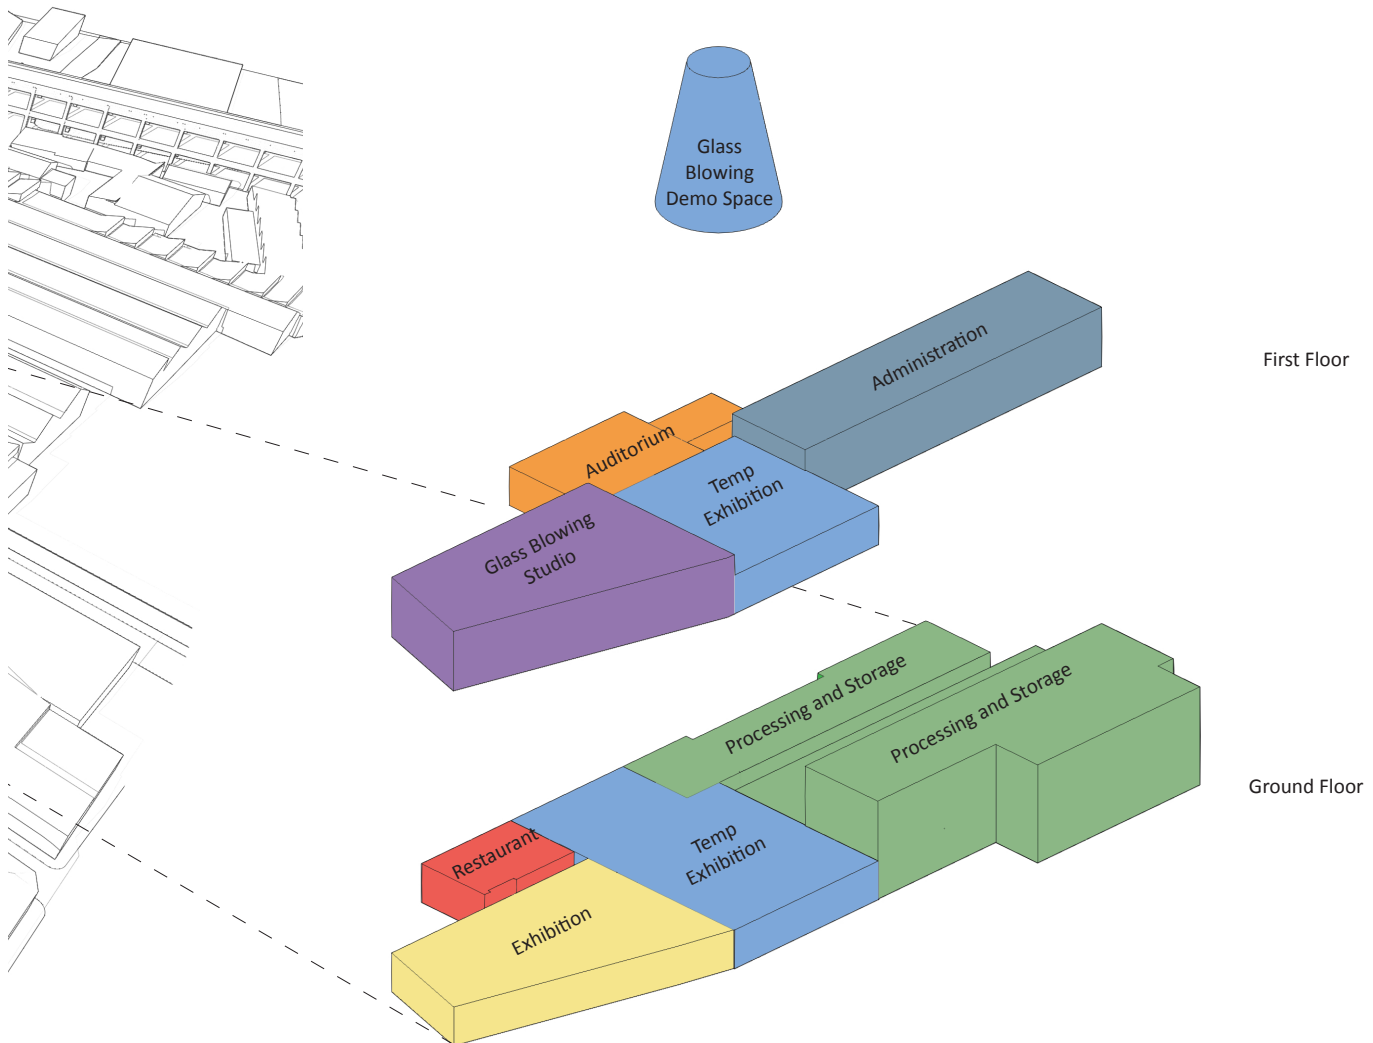 Glass
Blowing
Demo Space
Administration
First Floor
Auditorium
Temp
Exhibition
Glass Blowing
Studio
Processing and Storage
Processing and Storage
Ground Floor
Restaurant
Temp
Exhibition
Exhibition